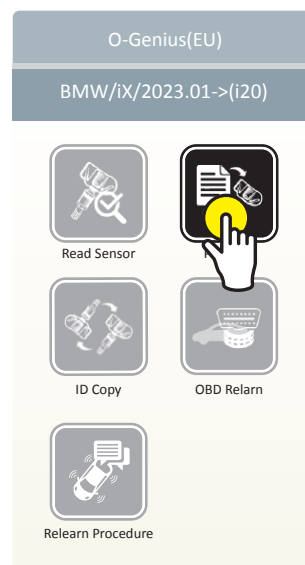 O-Genius(EU)
BMW/iX/2023.01->(i20)
Read Sensor
ID Copy
OBD Relarn
Relearn Procedure